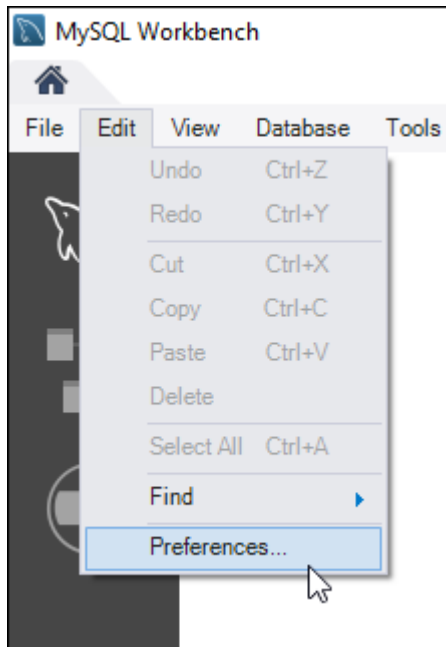 MySQL Workbench
File Edit View Database Tools
Undo Ctrl+Z
Redo Ctrl+Y
Cut Ctrl+X
Copy Ctrl+C
Paste Ctrl+V
Delete
Select All Ctrl+A
Find
Preferences...